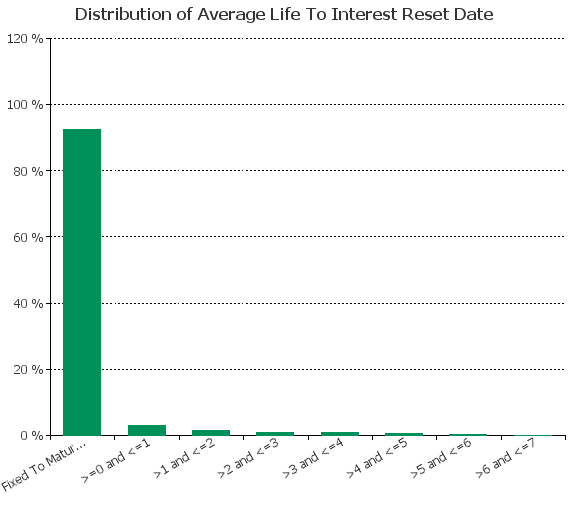 Distribution of Average Life To Interest Reset Date
120 %
100 %
80 %
60 %
40 %
20 %
0 %
Fixed To Matur...
>=0 and <=1
>1 and <=2
>2 and <=3
>3 and <=4
>4 and <=5
>5 and <=6
>6 and <=7